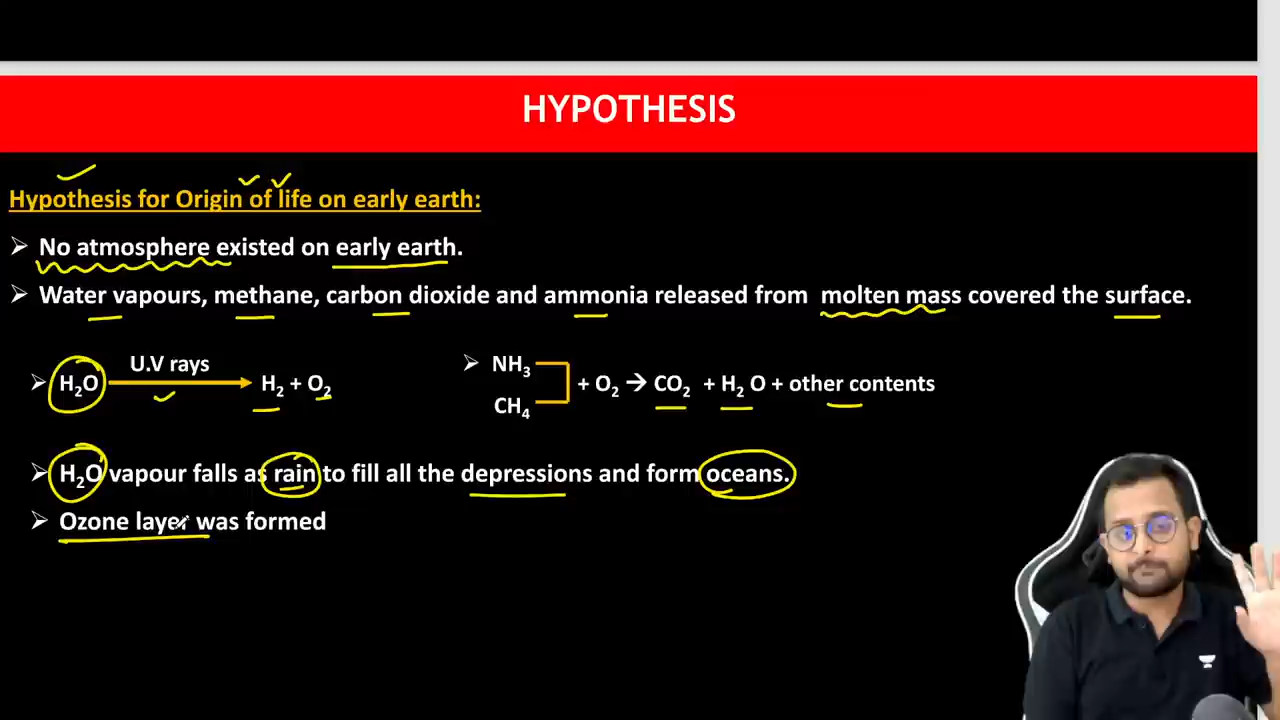 HYPOTHESIS
Hypothesis for Origin of life on early earth:
➢ No atmosphere existed on early earth.
➢ Water vapours, methane, carbon dioxide and ammonia released from molten mass covered the surface.
➢ H₂O U.V rays → H₂ + O₂
➢ NH₃ CH₄ + O₂ → CO₂ + H₂ O + other contents
➢ H₂O vapour falls as rain to fill all the depressions and form oceans.
➢ Ozone layer was formed